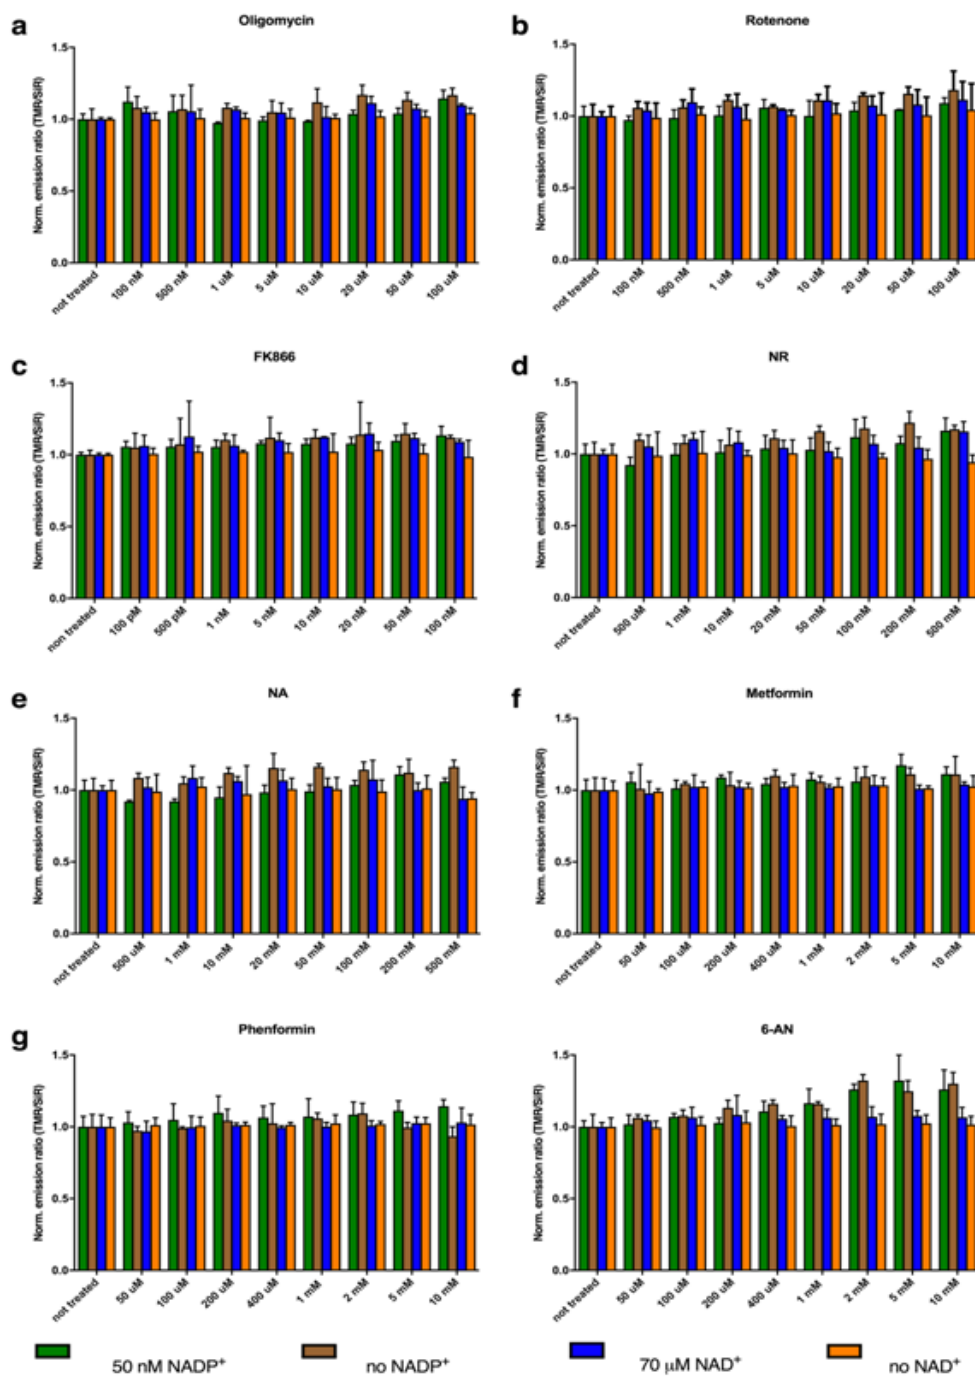 a
Oligomycin
Norm. emission ratio (TMR/SiR)
1.5
1.0
0.5
0.0
not treated
100 nM
500 nM
1 uM
5 uM
10 uM
20 uM
50 uM
100 uM
b
Rotenone
Norm. emission ratio (TMR/SiR)
1.5
1.0
0.5
0.0
not treated
100 nM
500 nM
1 uM
5 uM
10 uM
20 uM
50 uM
100 uM
c
FK866
Norm. emission ratio (TMR/SiR)
1.5
1.0
0.5
0.0
non treated
100 pM
500 pM
1 nM
5 nM
10 nM
20 nM
50 nM
100 nM
d
NR
Norm. emission ratio (TMR/SiR)
1.5
1.0
0.5
0.0
not treated
500 uM
1 mM
10 mM
20 mM
50 mM
100 mM
200 mM
500 mM
e
NA
Norm. emission ratio (TMR/SiR)
1.5
1.0
0.5
0.0
not treated
500 uM
1 mM
10 mM
20 mM
50 mM
100 mM
200 mM
500 mM
f
Metformin
Norm. emission ratio (TMR/SiR)
1.5
1.0
0.5
0.0
not treated
50 uM
100 uM
200 uM
400 uM
1 mM
2 mM
5 mM
10 mM
g
Phenformin
Norm. emission ratio (TMR/SiR)
1.5
1.0
0.5
0.0
not treated
50 uM
100 uM
200 uM
400 uM
1 mM
2 mM
5 mM
10 mM
6-AN
Norm. emission ratio (TMR/SiR)
1.5
1.0
0.5
0.0
not treated
50 uM
100 uM
200 uM
400 uM
1 mM
2 mM
5 mM
10 mM
50 nM NADP⁺
no NADP⁺
70 µM NAD⁺
no NAD⁺